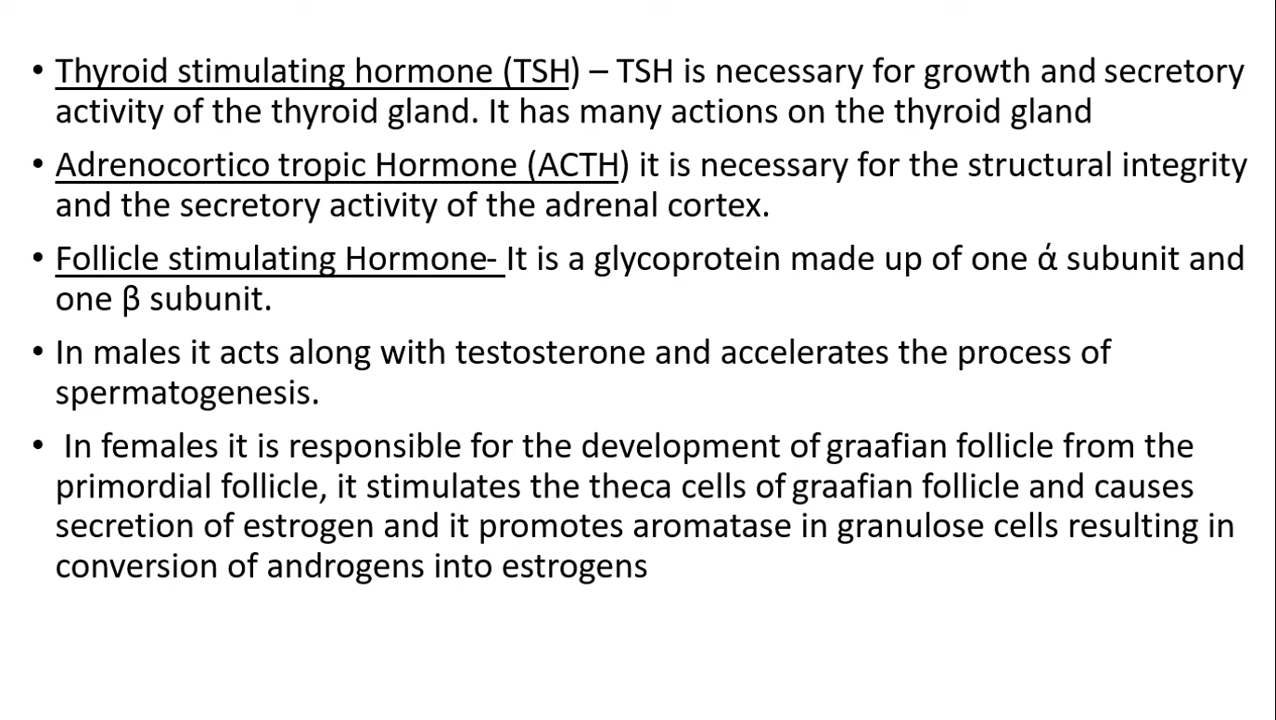 • Thyroid stimulating hormone (TSH) – TSH is necessary for growth and secretory
activity of the thyroid gland. It has many actions on the thyroid gland
• Adrenocortico tropic Hormone (ACTH) it is necessary for the structural integrity
and the secretory activity of the adrenal cortex.
• Follicle stimulating Hormone- It is a glycoprotein made up of one ά subunit and
one β subunit.
• In males it acts along with testosterone and accelerates the process of
spermatogenesis.
• In females it is responsible for the development of graafian follicle from the
primordial follicle, it stimulates the theca cells of graafian follicle and causes
secretion of estrogen and it promotes aromatase in granulose cells resulting in
conversion of androgens into estrogens